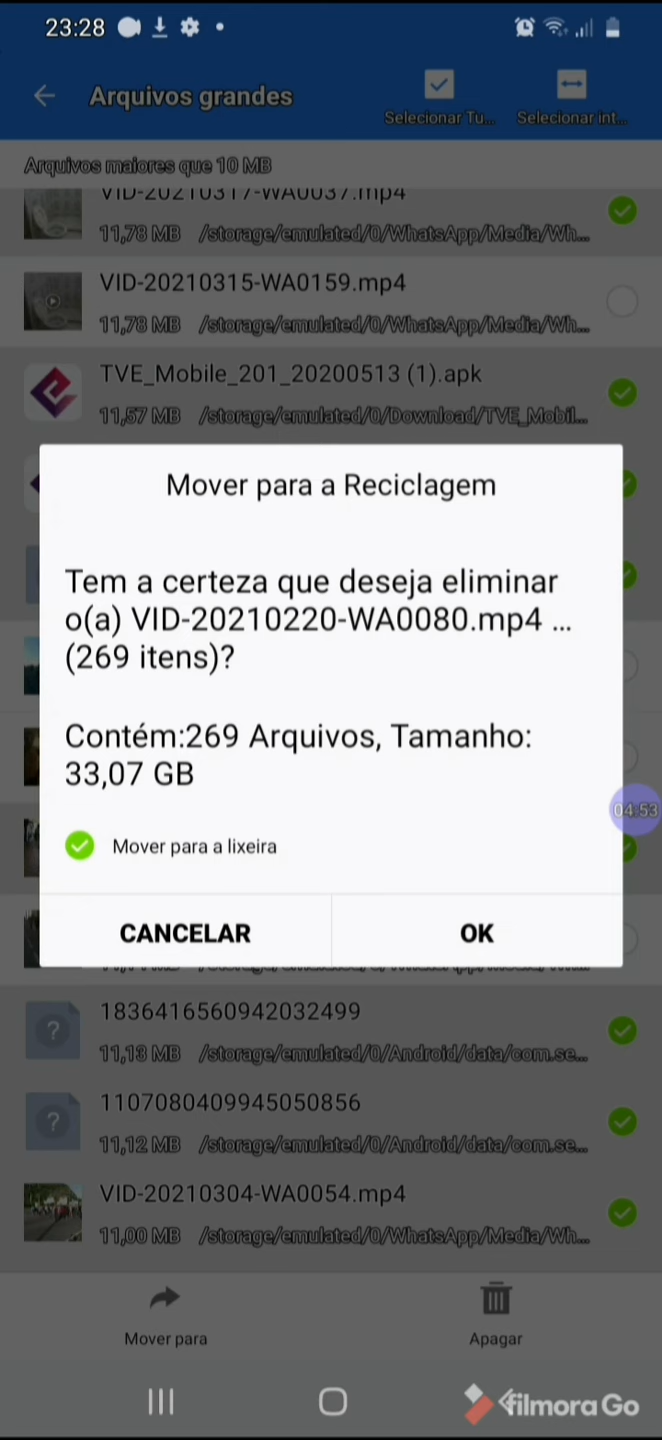 23:28
Arquivos grandes
Selecionar Tu...
Selecionar int...
Arquivos maiores que 10 MB
VID-20210317-WA0037.mp4
11,78 MB /storage/emulated/0/WhatsApp/Media/Wh...
VID-20210315-WA0159.mp4
11,78 MB /storage/emulated/0/WhatsApp/Media/Wh...
TVE_Mobile_201_20200513 (1).apk
11,57 MB /storage/emulated/0/Download/TVE_Mobil...
Mover para a Reciclagem
Tem a certeza que deseja eliminar
o(a) VID-20210220-WA0080.mp4 ...
(269 itens)?
Contém:269 Arquivos, Tamanho:
33,07 GB
04:53
Mover para a lixeira
CANCELAR
OK
1836416560942032499
11,13 MB /storage/emulated/0/Android/data/com.se...
1107080409945050856
11,12 MB /storage/emulated/0/Android/data/com.se...
VID-20210304-WA0054.mp4
11,00 MB /storage/emulated/0/WhatsApp/Media/Wh...
Mover para
Apagar
filmora Go